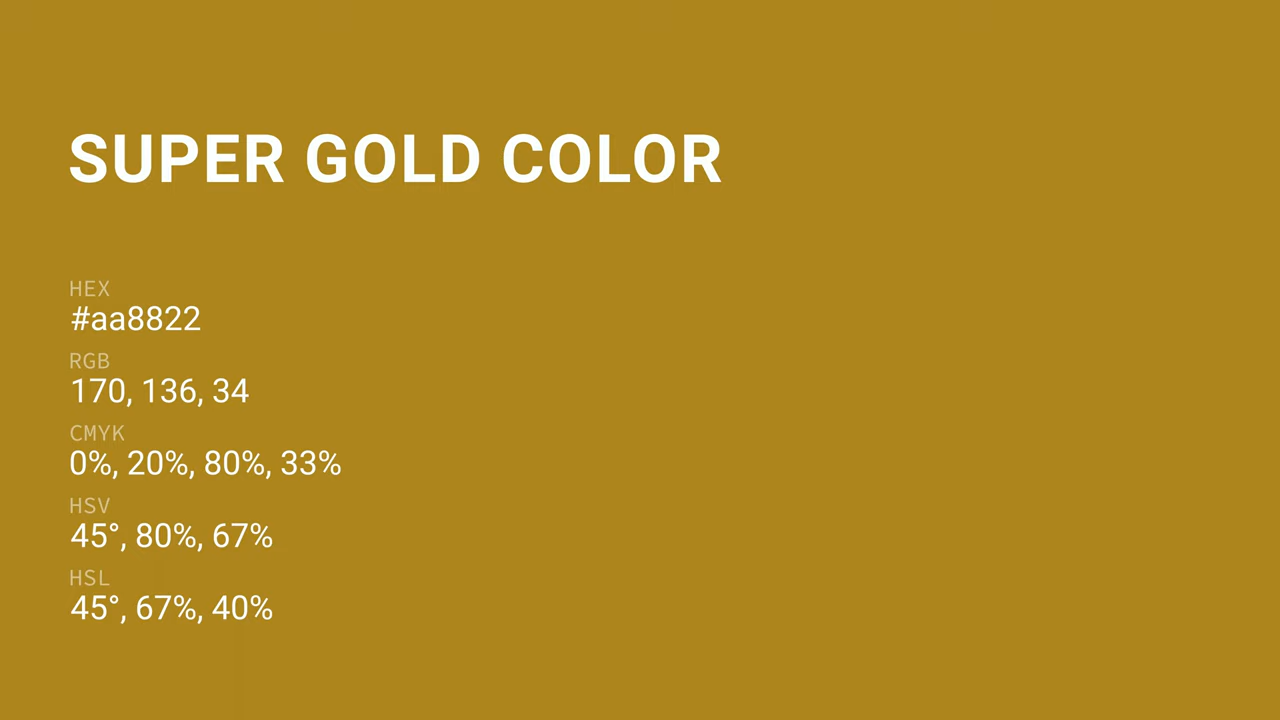 SUPER GOLD COLOR
HEX
#aa8822
RGB
170, 136, 34
CMYK
0%, 20%, 80%, 33%
HSV
45°, 80%, 67%
HSL
45°, 67%, 40%